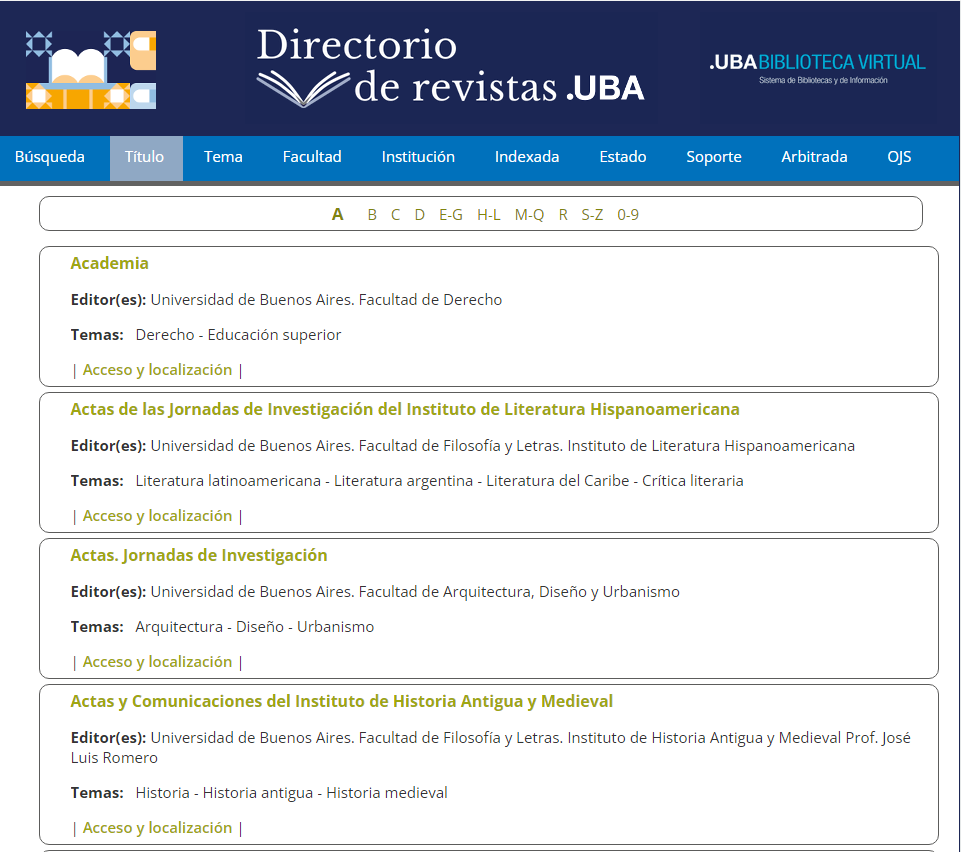 Directorio
de revistas .UBA
.UBA BIBLIOTECA VIRTUAL
Sistema de Bibliotecas y de Información
Búsqueda Título Tema Facultad Institución Indexada Estado Soporte Arbitrada OJS
A B C D E-G H-L M-Q R S-Z 0-9
Academia
Editor(es): Universidad de Buenos Aires. Facultad de Derecho
Temas: Derecho - Educación superior
| Acceso y localización |
Actas de las Jornadas de Investigación del Instituto de Literatura Hispanoamericana
Editor(es): Universidad de Buenos Aires. Facultad de Filosofía y Letras. Instituto de Literatura Hispanoamericana
Temas: Literatura latinoamericana - Literatura argentina - Literatura del Caribe - Crítica literaria
| Acceso y localización |
Actas. Jornadas de Investigación
Editor(es): Universidad de Buenos Aires. Facultad de Arquitectura, Diseño y Urbanismo
Temas: Arquitectura - Diseño - Urbanismo
| Acceso y localización |
Actas y Comunicaciones del Instituto de Historia Antigua y Medieval
Editor(es): Universidad de Buenos Aires. Facultad de Filosofía y Letras. Instituto de Historia Antigua y Medieval Prof. José
Luis Romero
Temas: Historia - Historia antigua - Historia medieval
| Acceso y localización |